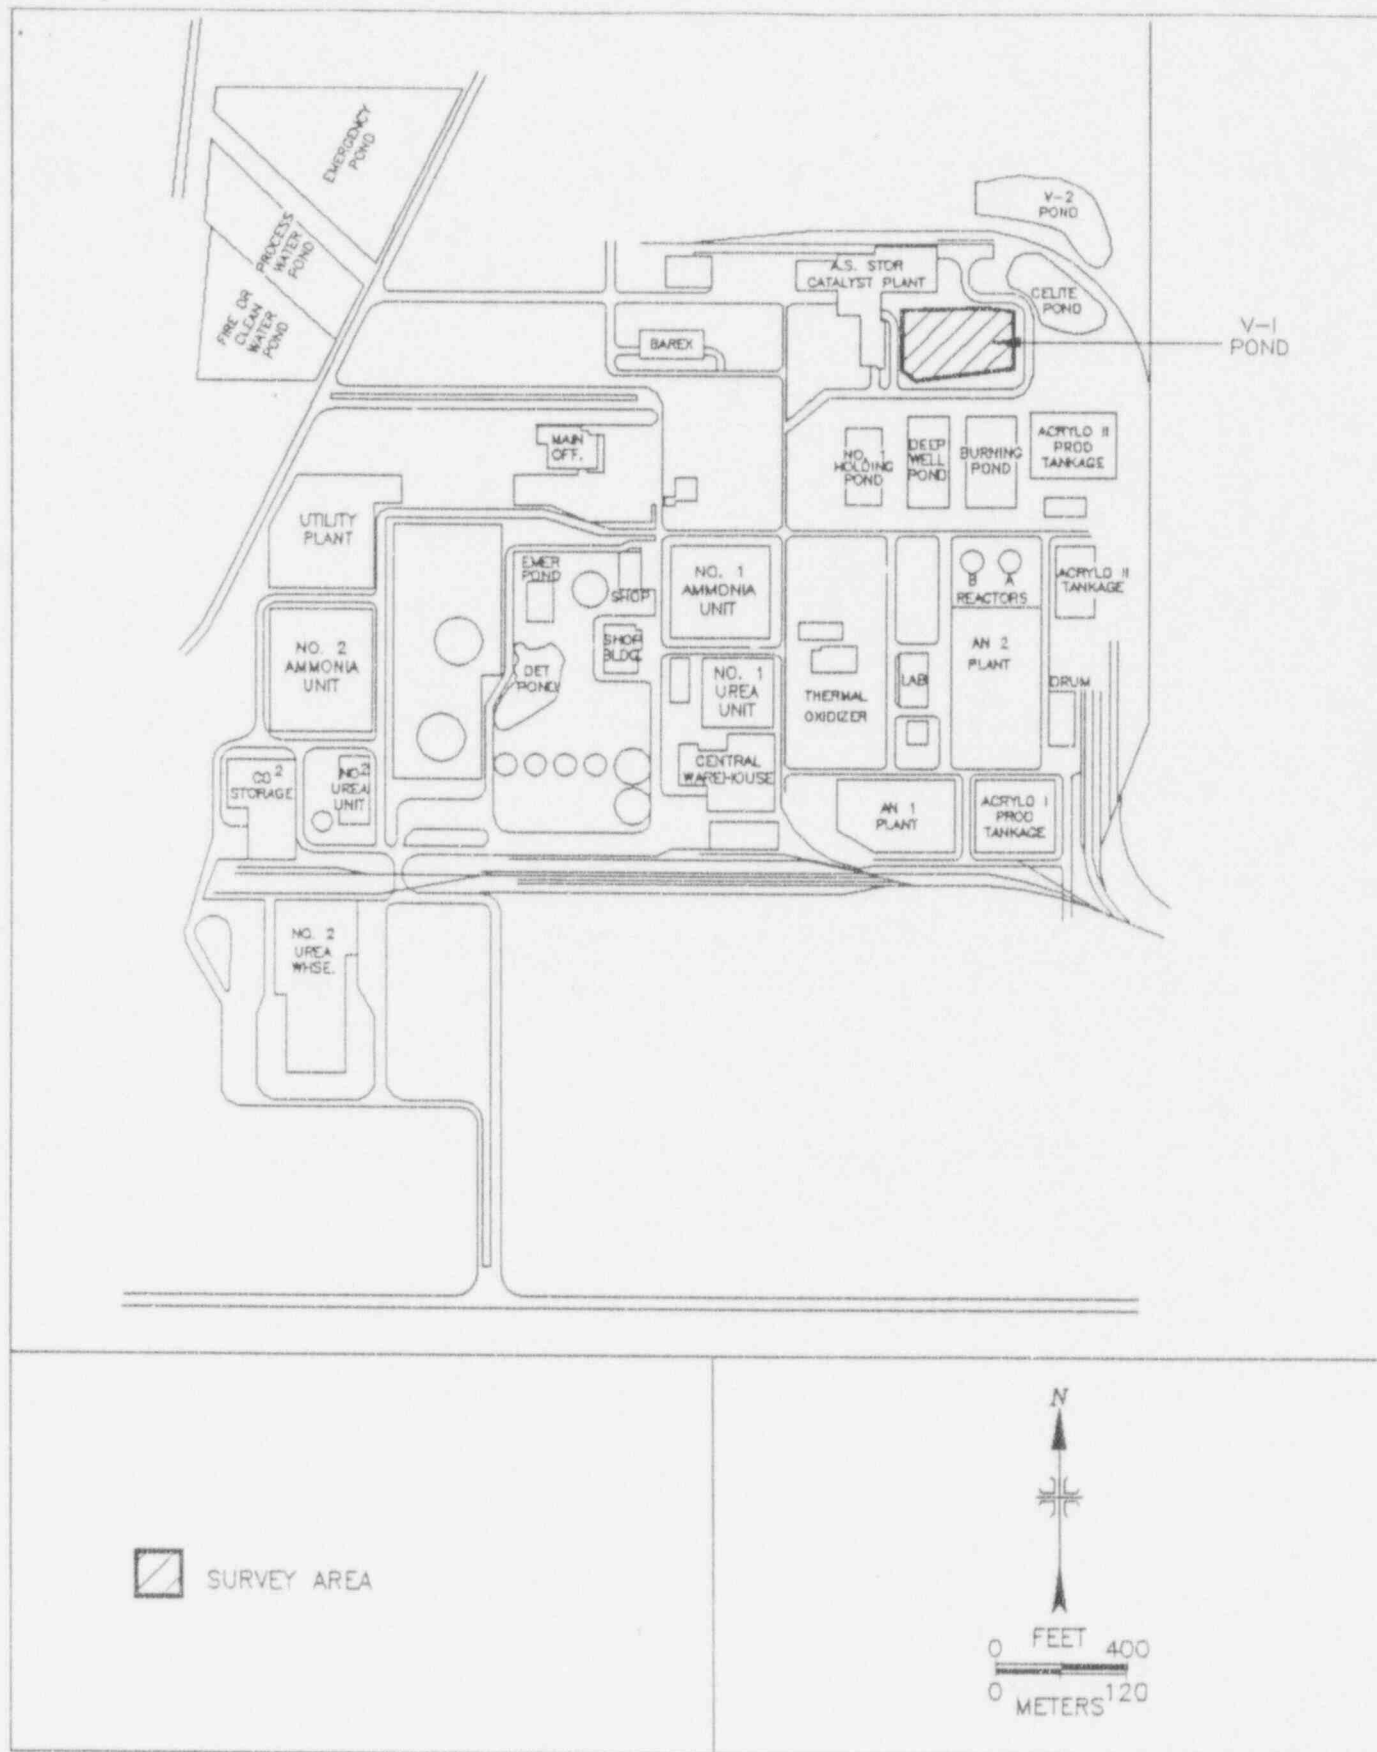 EMERGENCY
POND
PROCESS
WATER
POND
FIRE OR
CLEAN
WATER
POND
V-2
POND
A.S. STOR
CATALYST PLANT
CELITE
POND
V-1
POND
BAREX
MAIN
OFF.
NO. 1
HOLDING
POND
DEEP
WELL
POND
BURNING
POND
ACRYLO II
PROD
TANKAGE
UTILITY
PLANT
EMER
POND
SHOP
NO. 1
AMMONIA
UNIT
B A
REACTORS
ACRYLO II
TANKAGE
NO. 2
AMMONIA
UNIT
DET
POND
SHOP
BLDG.
NO. 1
UREA
UNIT
THERMAL
OXIDIZER
LAB
AN 2
PLANT
DRUM
CO 2
STORAGE
NO. 2
UREA
UNIT
CENTRAL
WAREHOUSE
AN 1
PLANT
ACRYLO I
PROD
TANKAGE
NO. 2
UREA
WHSE.
SURVEY AREA
N
FEET
0 400
0 120
METERS